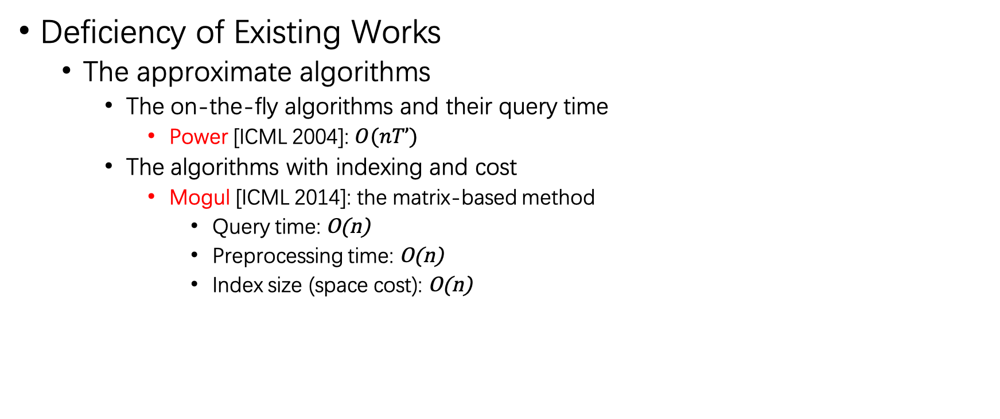 • Deficiency of Existing Works
• The approximate algorithms
• The on-the-fly algorithms and their query time
• Power [ICML 2004]: O(nT’)
• The algorithms with indexing and cost
• Mogul [ICML 2014]: the matrix-based method
• Query time: O(n)
• Preprocessing time: O(n)
• Index size (space cost): O(n)